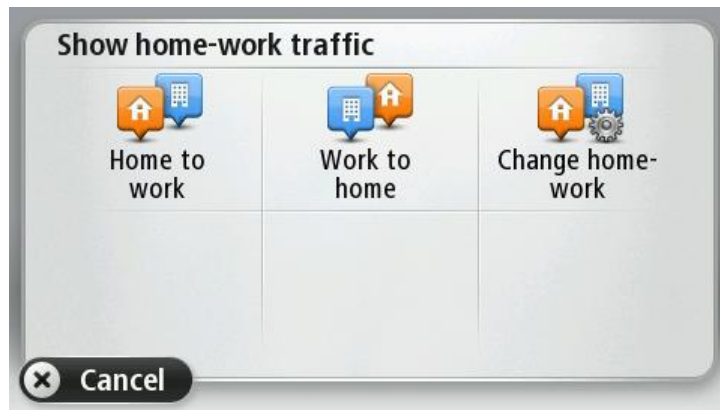 Show home-work traffic
Home to
work
Work to
home
Change home-
work
Cancel